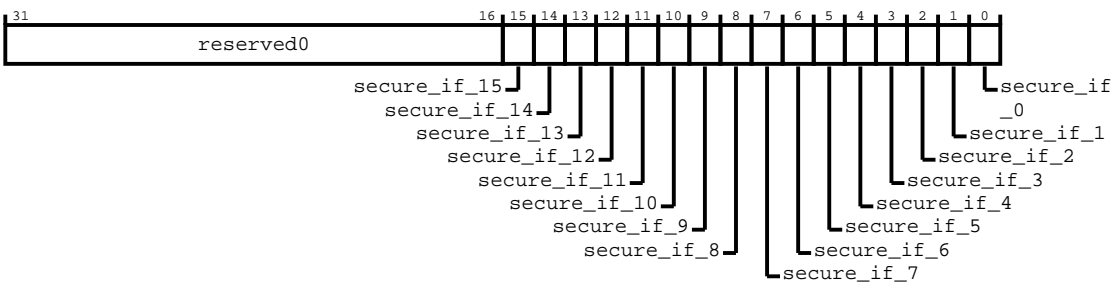 31 16 15 14 13 12 11 10 9 8 7 6 5 4 3 2 1 0
reserved0
secure_if_15 secure_if
secure_if_14 _0
secure_if_13 secure_if_1
secure_if_12 secure_if_2
secure_if_11 secure_if_3
secure_if_10 secure_if_4
secure_if_9 secure_if_5
secure_if_8 secure_if_6
secure_if_7